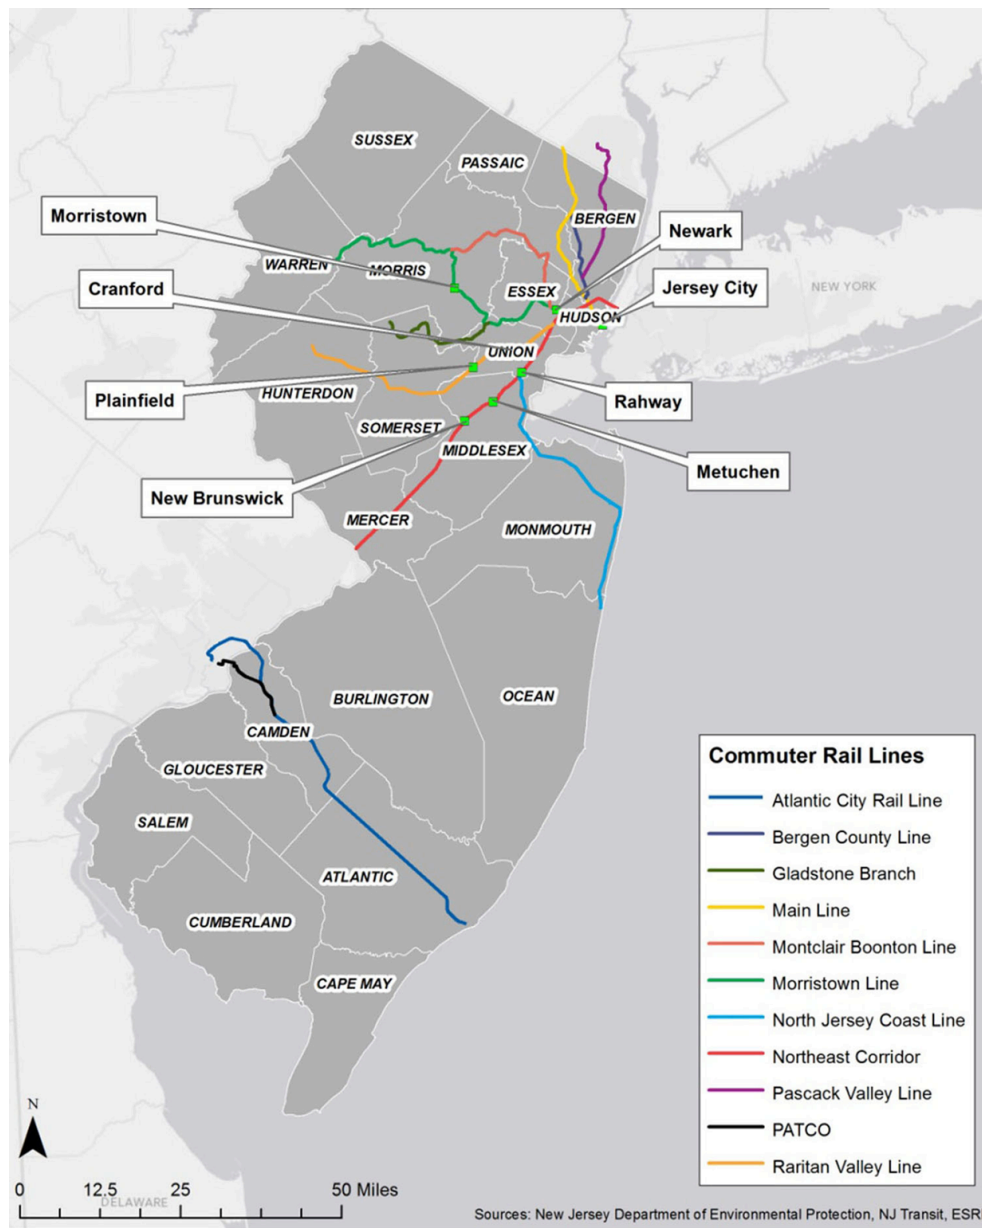 SUSSEX
PASSAIC
Morristown
BERGEN
Newark
WARREN
MORRIS
Cranford
ESSEX
Jersey City
NEW YORK
HUDSON
UNION
Plainfield
HUNTERDON
Rahway
SOMERSET
MIDDLESEX
Metuchen
New Brunswick
MERCER
MONMOUTH
BURLINGTON
OCEAN
CAMDEN
GLOUCESTER
SALEM
ATLANTIC
CUMBERLAND
CAPE MAY
Commuter Rail Lines
Atlantic City Rail Line
Bergen County Line
Gladstone Branch
Main Line
Montclair Boonton Line
Morristown Line
North Jersey Coast Line
Northeast Corridor
Pascack Valley Line
PATCO
Raritan Valley Line
N
0 12.5 25 50 Miles
DELAWARE
Sources: New Jersey Department of Environmental Protection, NJ Transit, ESR